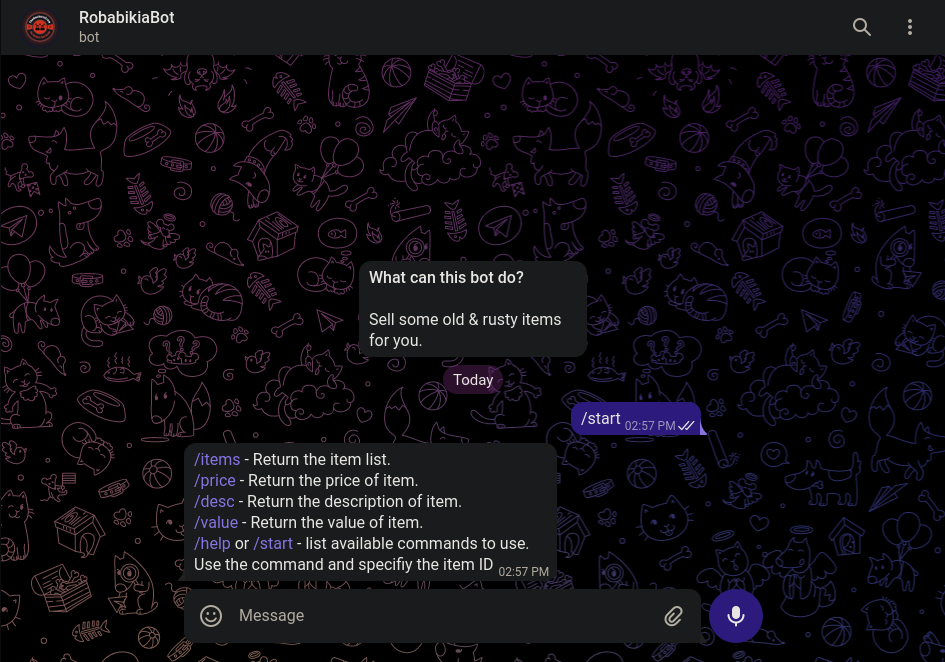 RobabikiaBot
bot
What can this bot do?
Sell some old & rusty items
for you.
Today
/start 02:57 PM
/items - Return the item list.
/price - Return the price of item.
/desc - Return the description of item.
/value - Return the value of item.
/help or /start - list available commands to use.
Use the command and specifiy the item ID 02:57 PM
Message